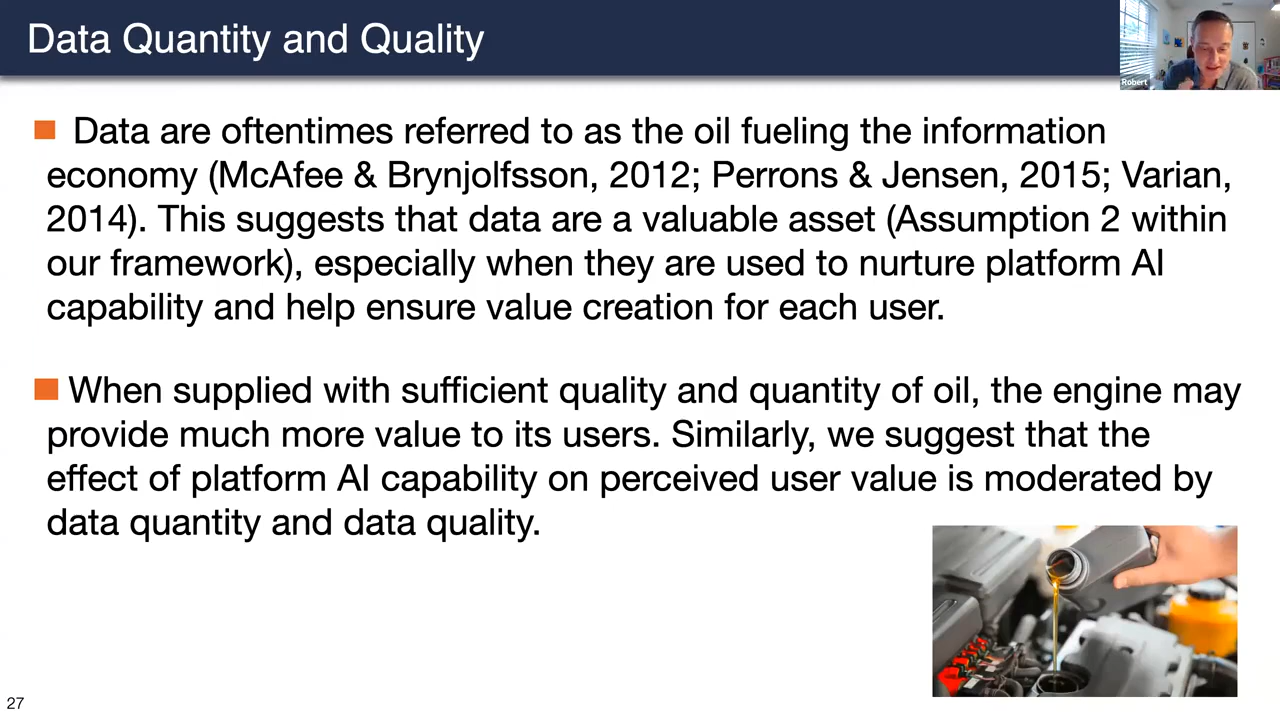 Data Quantity and Quality
Robert
Data are oftentimes referred to as the oil fueling the information
economy (McAfee & Brynjolfsson, 2012; Perrons & Jensen, 2015; Varian,
2014). This suggests that data are a valuable asset (Assumption 2 within
our framework), especially when they are used to nurture platform AI
capability and help ensure value creation for each user.
When supplied with sufficient quality and quantity of oil, the engine may
provide much more value to its users. Similarly, we suggest that the
effect of platform AI capability on perceived user value is moderated by
data quantity and data quality.
27